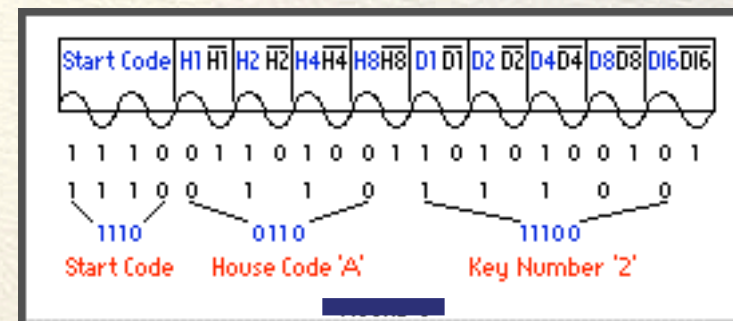 Start Code H1 H1 H2 H2 H4 H4 H8 H8 D1 D1 D2 D2 D4 D4 D8 D8 D16 D16
1 1 1 0 0 1 1 0 1 0 0 1 1 0 1 0 1 0 0 1 0 1
1 1 1 0 0 1 1 0 1 1 1 0 0
1110 0110 11100
Start Code House Code 'A' Key Number '2'